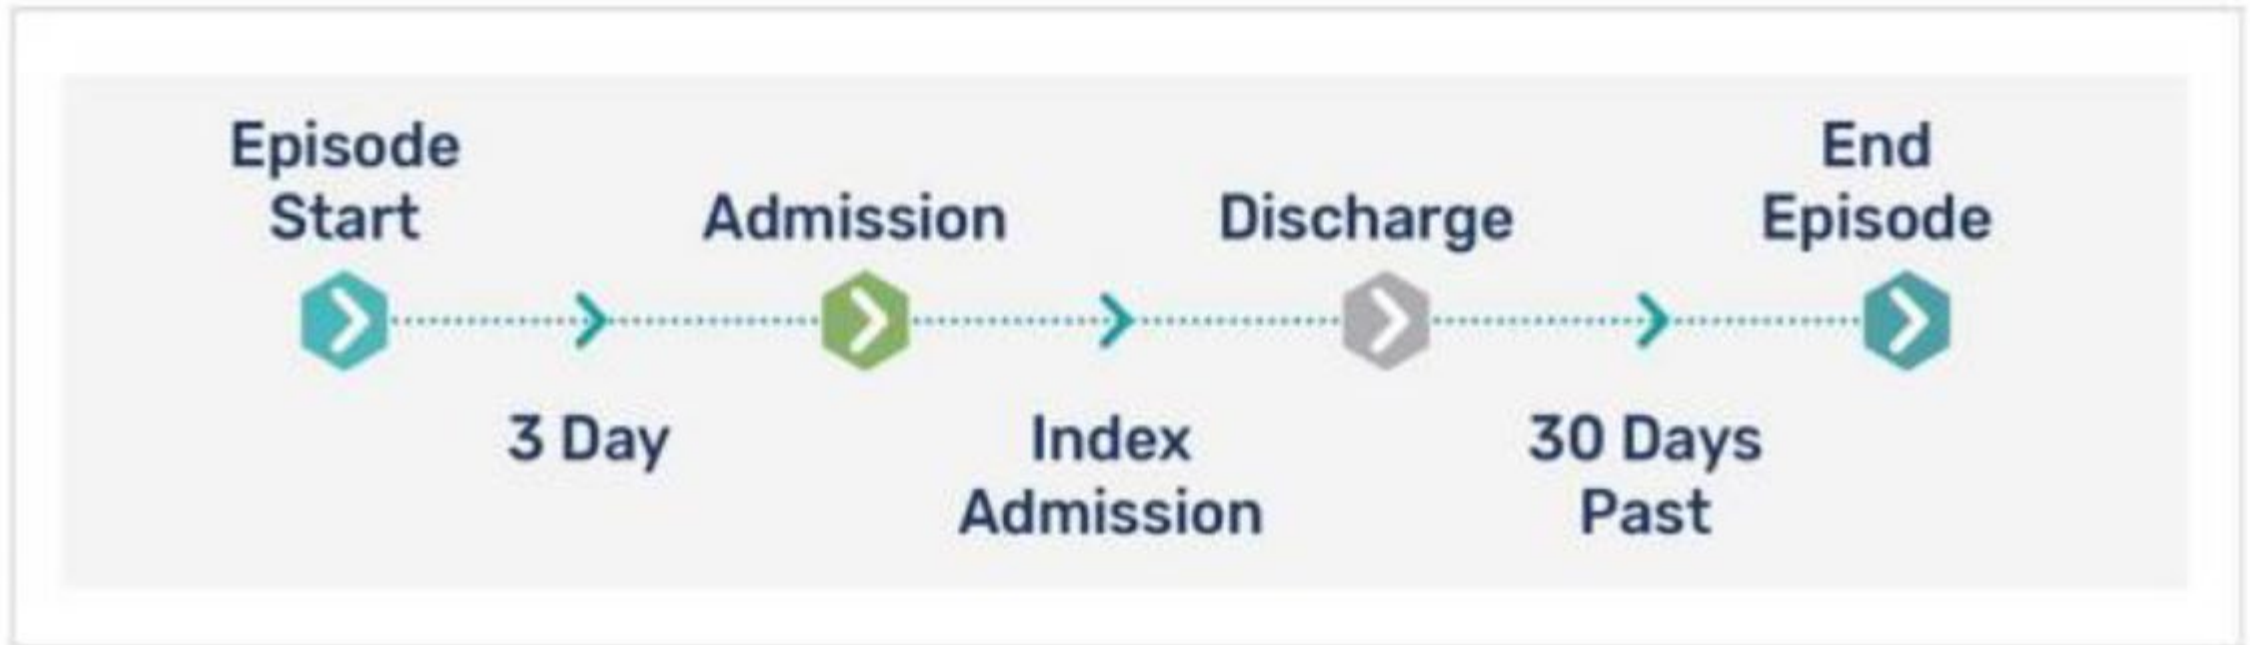 Episode
Start
Admission
Discharge
End
Episode
3 Day
Index
Admission
30 Days
Past